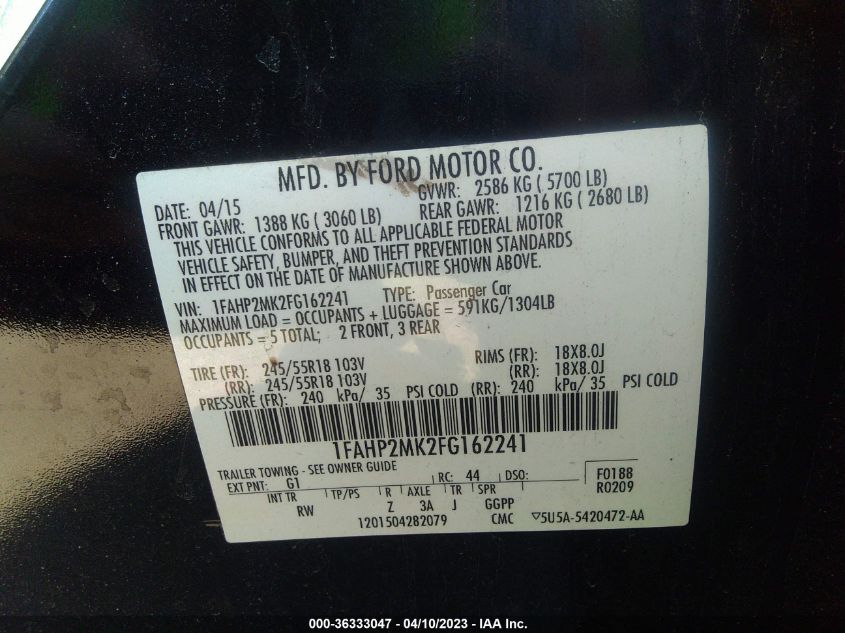 MFD. BY FORD MOTOR CO.
DATE: 04/15 GVWR: 2586 KG ( 5700 LB)
FRONT GAWR: 1388 KG ( 3060 LB) REAR GAWR: 1216 KG ( 2680 LB)
THIS VEHICLE CONFORMS TO ALL APPLICABLE FEDERAL MOTOR
VEHICLE SAFETY, BUMPER, AND THEFT PREVENTION STANDARDS
IN EFFECT ON THE DATE OF MANUFACTURE SHOWN ABOVE.
VIN: 1FAHP2MK2FG162241 TYPE: Passenger Car
MAXIMUM LOAD = OCCUPANTS + LUGGAGE = 591KG/1304LB
OCCUPANTS = 5 TOTAL; 2 FRONT, 3 REAR
TIRE (FR): 245/55R18 103V RIMS (FR): 18X8.0J
(RR): 245/55R18 103V (RR): 18X8.0J
PRESSURE (FR): 240 kPa/ 35 PSI COLD (RR): 240 kPa/ 35 PSI COLD
1FAHP2MK2FG162241
TRAILER TOWING - SEE OWNER GUIDE
EXT PNT: G1 RC: 44 DSO: F0188
INT TR TP/PS R AXLE TR SPR R0209
RW Z 3A J GGPP
1201504282079 CMC ▽5U5A-5420472-AA
000-36333047 - 04/10/2023 - IAA Inc.